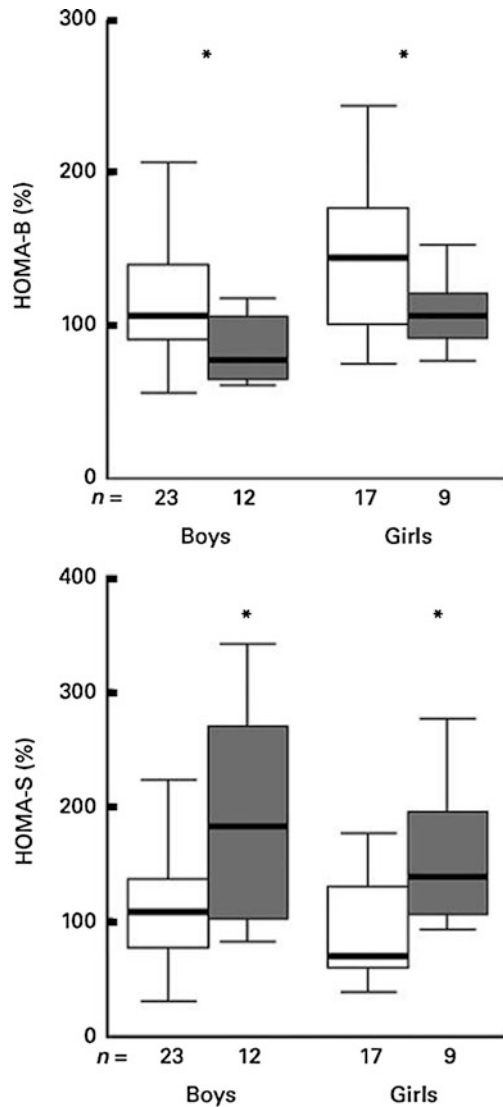 300
*
*
200
HOMA-B (%)
100
0
n = 23 12 17 9
Boys Girls
400
*
*
300
HOMA-S (%)
200
100
0
n = 23 12 17 9
Boys Girls